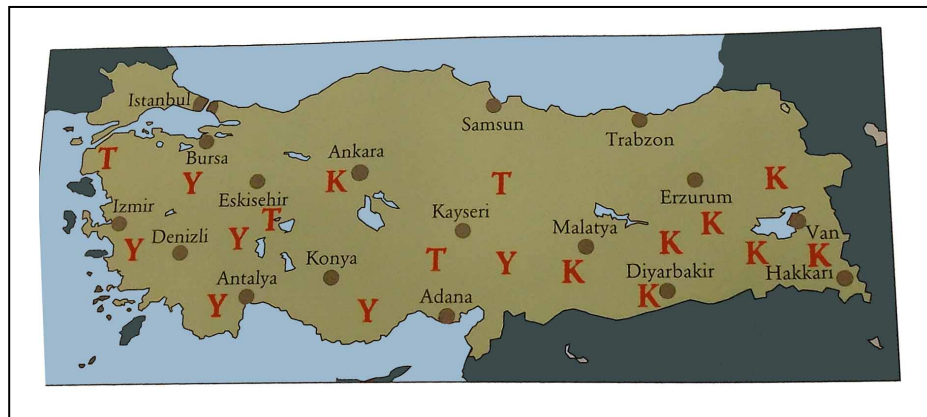 Istanbul
Samsun
Trabzon
Bursa
Ankara
T
Y
K
T
K
Eskisehir
Erzurum
Izmir
T
Kayseri
K
Y
Y
Denizli
Malatya
K
Van
Konya
T
Y
K
K
K
Antalya
Diyarbakir
Hakkari
Y
Y
Adana
K